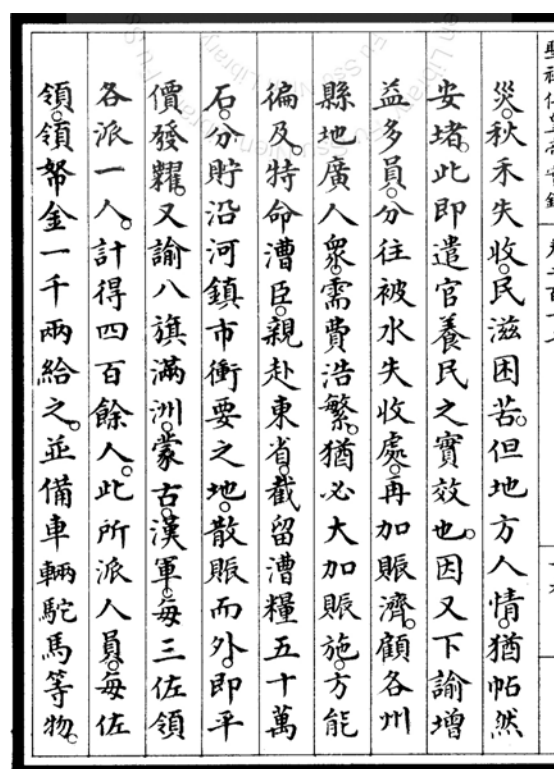 災。秋禾失收。民滋困苦。但地方人情。猶帖然
安堵。此即遣官養民之實效也。因又下諭增
益多員。分往被水失收處。再加賑濟。顧各州
縣地廣人衆。需費浩繁。猶必大加賑施。方能
徧及。特命漕臣。親赴東省。截留漕糧五十萬
石。分貯沿河鎮市衝要之地。散賑而外。即平
價發糶。又諭八旗滿洲。蒙古。漢軍。每三佐領
各派一人。計得四百餘人。此所派人員。每佐
領。領帑金一千兩給之。並備車輛駝馬等物。